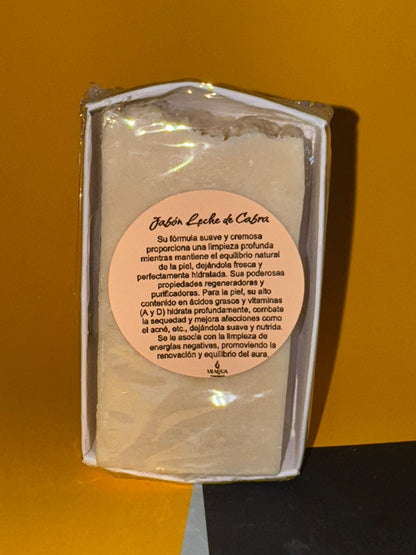 Jabón Leche de Cabra
Su fórmula suave y cremosa
proporciona una limpieza profunda
mientras mantiene el equilibrio natural
de la piel, dejándola fresca y
perfectamente hidratada. Sus poderosas
propiedades regeneradoras y
purificadoras. Para la piel, su alto
contenido en ácidos grasos y vitaminas
(A y D) hidrata profundamente, combate
la sequedad y mejora afecciones como
el acné, etc., dejándola suave y nutrida.
Se le asocia con la limpieza de
energías negativas, promoviendo la
renovación y equilibrio del aura.